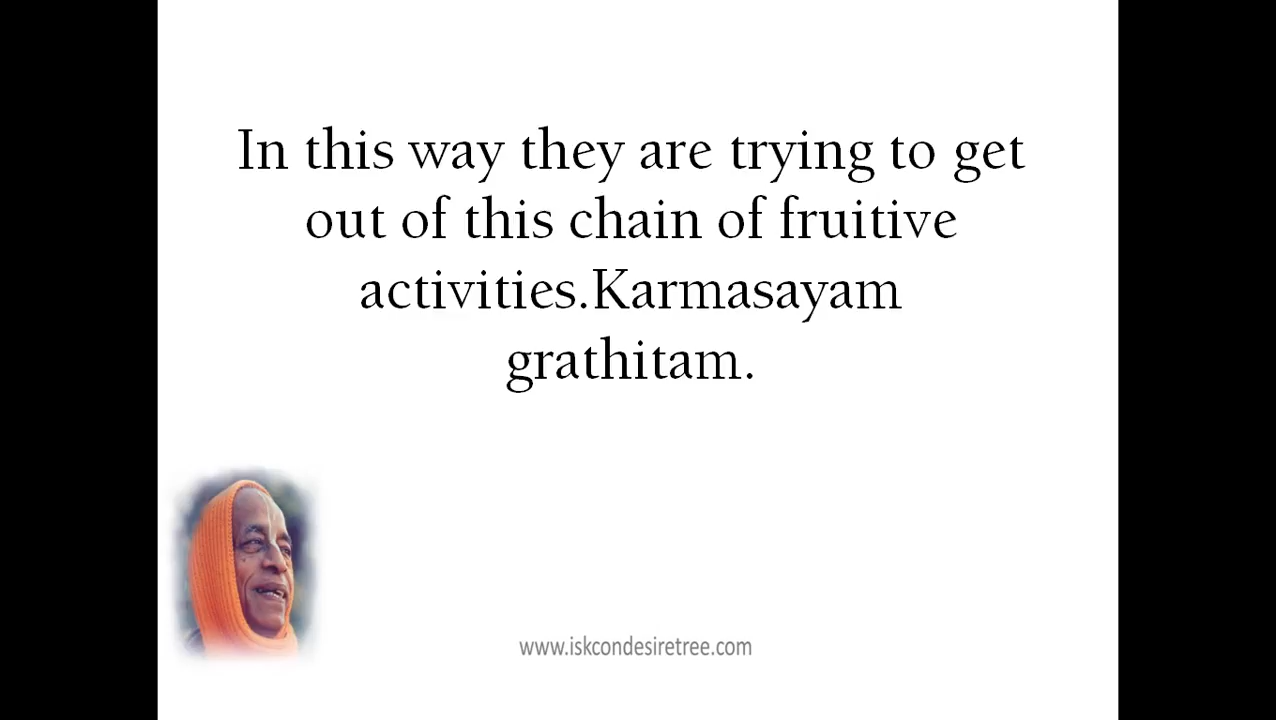 In this way they are trying to get
out of this chain of fruitive
activities.Karmasayam
grathitam.
www.iskcondesiretree.com